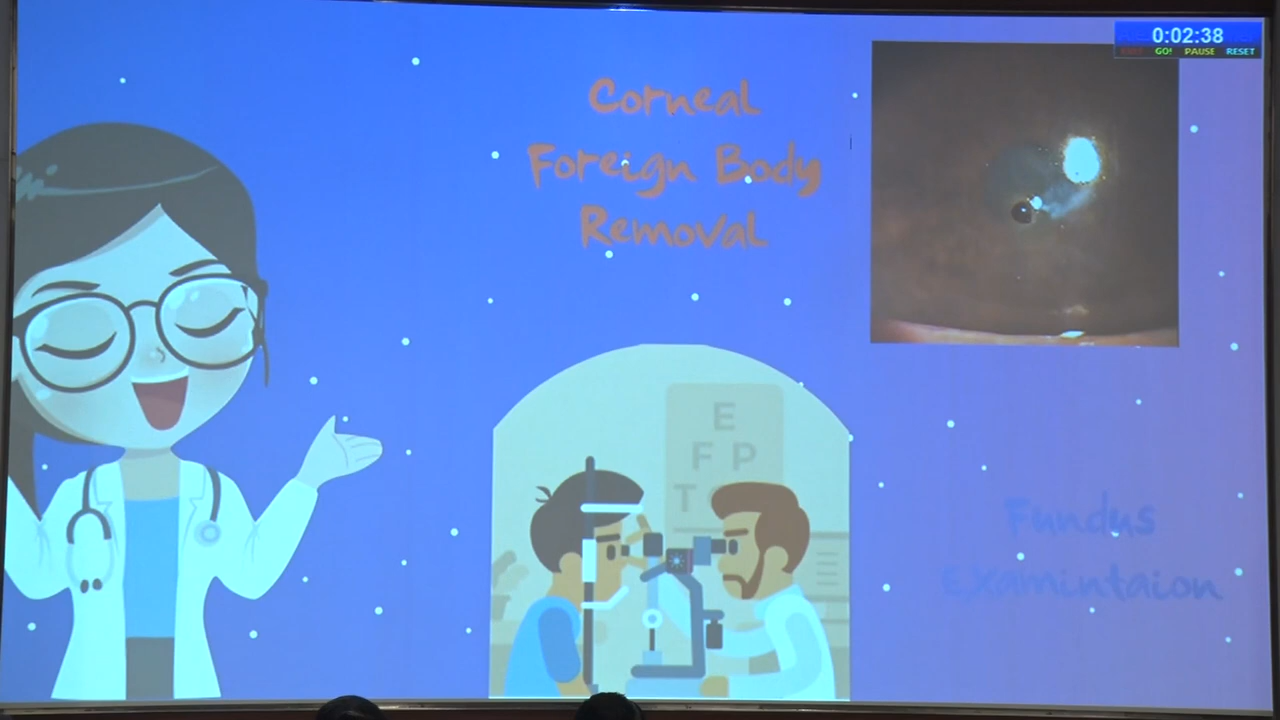 0:02:38
GO! PAUSE RESET
Corneal
Foreign Body
Removal
E
F P
T
Fundus
Examintaion